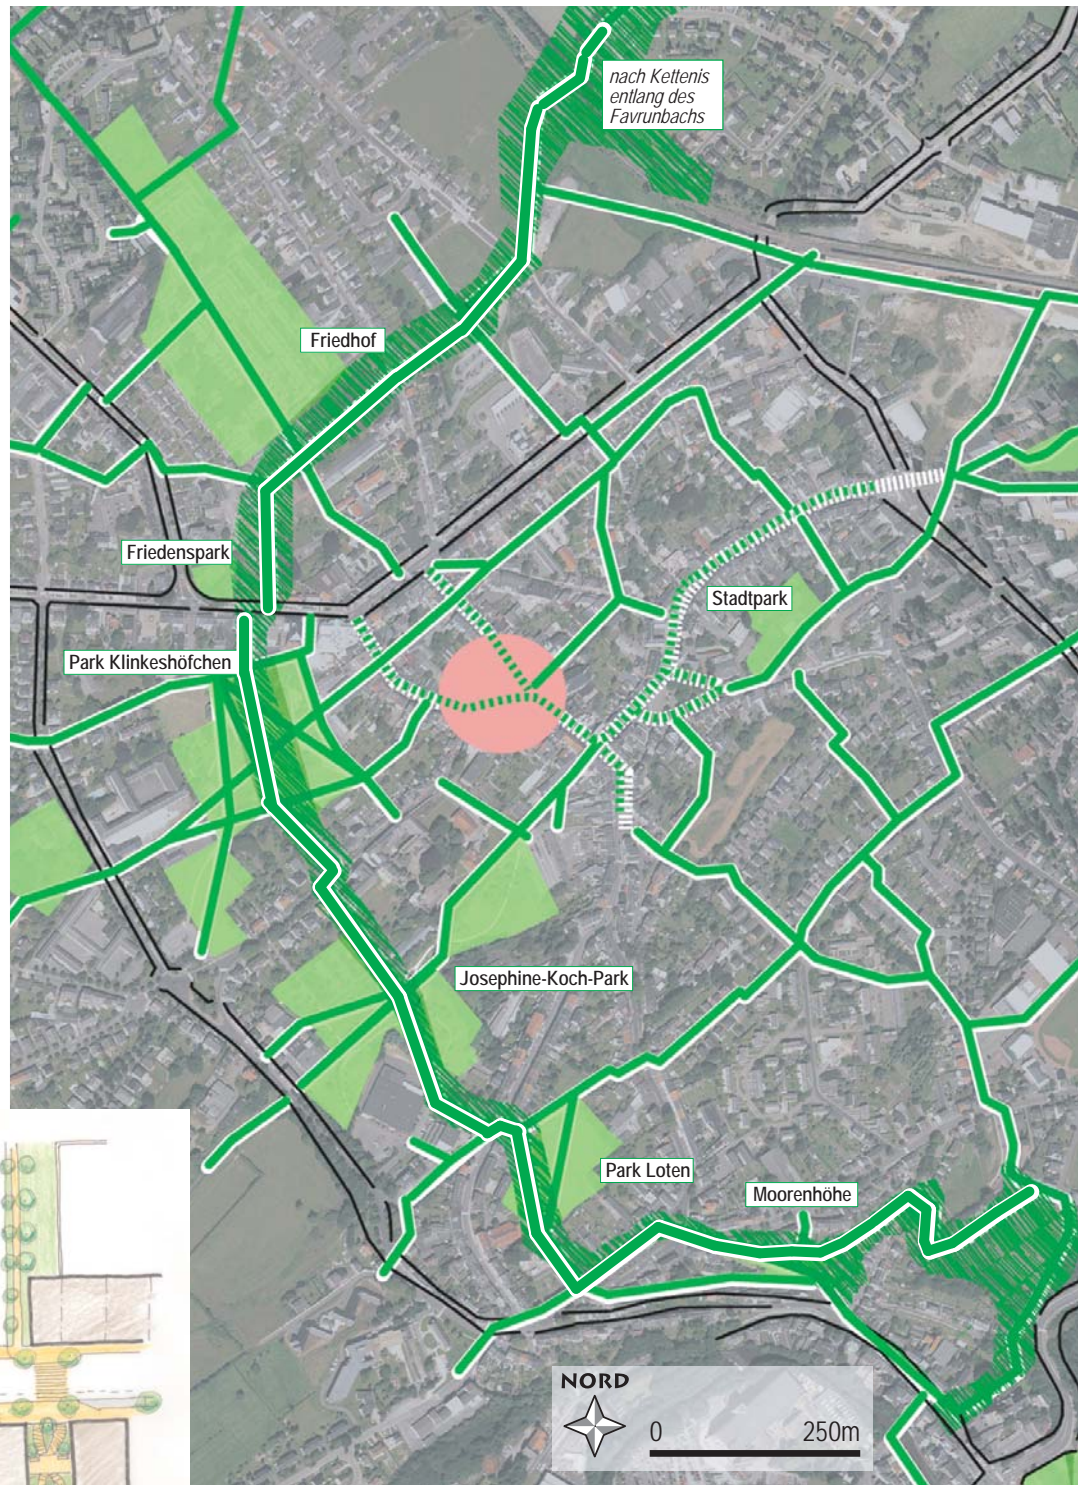 nach Kettenis
entlang des
Favrunbachs
Friedhof
Friedenspark
Stadtpark
Park Klinkeshöfchen
Josephine-Koch-Park
Park Loten
Moorenhöhe
NORD
0 250m